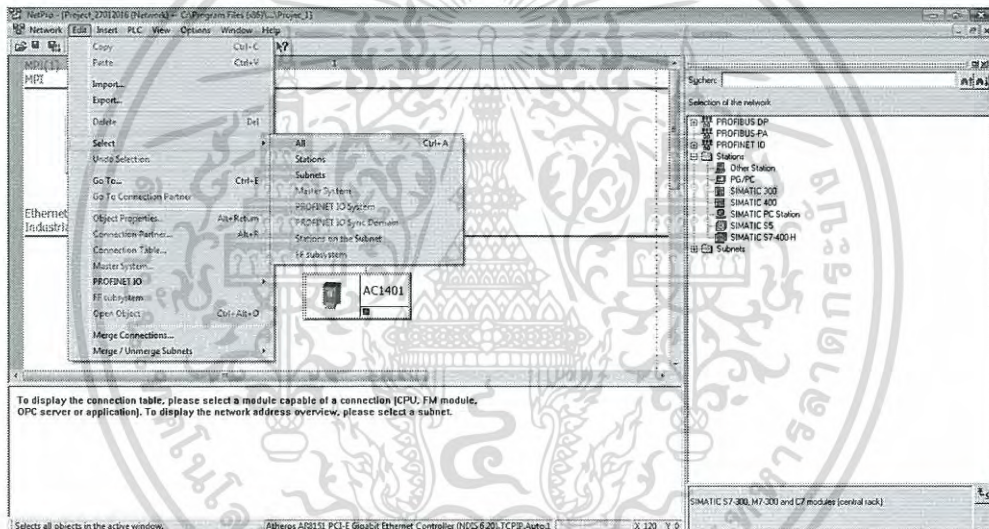 NetPro - [Project_27012016 (Network) -- C:\Program Files (x86)\...\Project_1]
Network Edit Insert PLC View Options Window Help
MPI(1)
MPI
1
Copy Ctrl+C
Paste Ctrl+V
Import...
Export...
Delete Del
Select
Undo Selection
Go To... Ctrl+E
Go To Connection Partner
Object Properties... Alt+Return
Connection Partner... Alt+P
Connection Table...
Master System...
PROFINET IO
FF subsystem
Open Object Ctrl+Alt+O
Merge Connections...
Merge / Unmerge Subnets
All Ctrl+A
Stations
Subnets
Master System
PROFINET IO System
PROFINET IO Sync Domain
Stations on the Subnet
FF subsystem
Ethernet
Industria
AC1401
Suchen:
Selection of the network
PROFIBUS DP
PROFIBUS-PA
PROFINET IO
Stations
Other Station
PG/PC
SIMATIC 300
SIMATIC 400
SIMATIC PC Station
SIMATIC S5
SIMATIC S7-400-H
Subnets
To display the connection table, please select a module capable of a connection (CPU, FM module,
OPC server or application). To display the network address overview, please select a subnet.
SIMATIC S7-300, M7-300 and C7 modules (central rack)
Selects all objects in the active window.
Atheros AR8151 PCI-E Gigabit Ethernet Controller (NDIS 6.20).TCPIP.Auto.1
X 120 Y 0